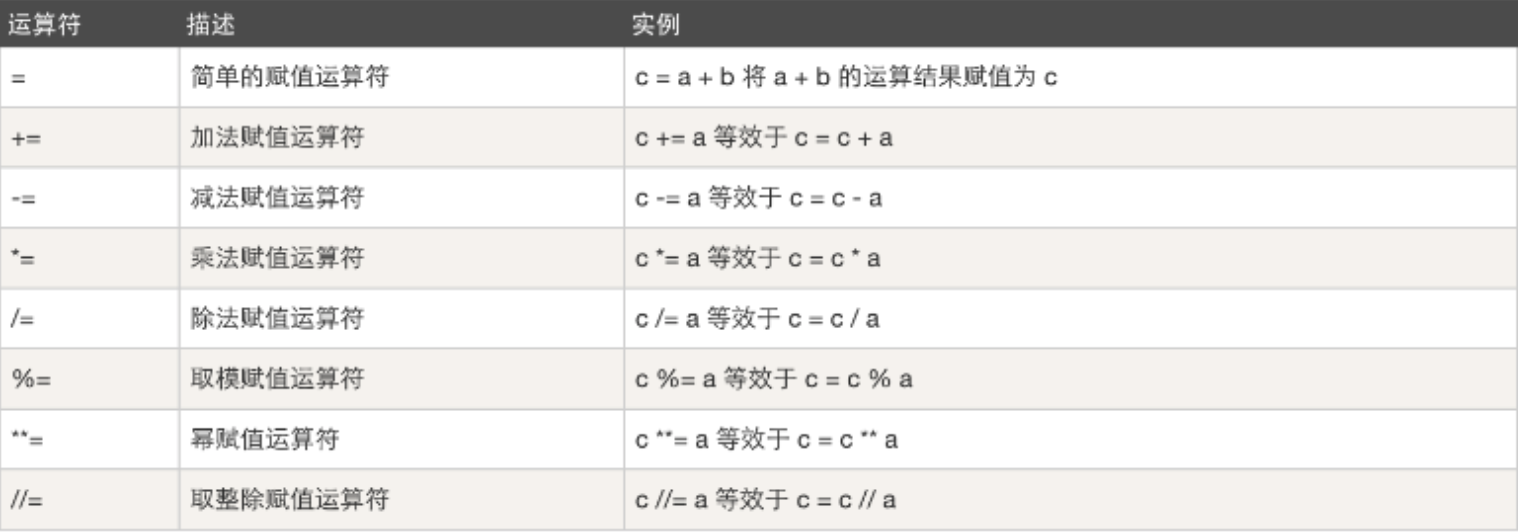 运算符 描述 实例
= 简单的赋值运算符 c = a + b 将 a + b 的运算结果赋值为 c
+= 加法赋值运算符 c += a 等效于 c = c + a
-= 减法赋值运算符 c -= a 等效于 c = c - a
*= 乘法赋值运算符 c *= a 等效于 c = c * a
/= 除法赋值运算符 c /= a 等效于 c = c / a
%= 取模赋值运算符 c %= a 等效于 c = c % a
**= 幂赋值运算符 c **= a 等效于 c = c ** a
//= 取整除赋值运算符 c //= a 等效于 c = c // a